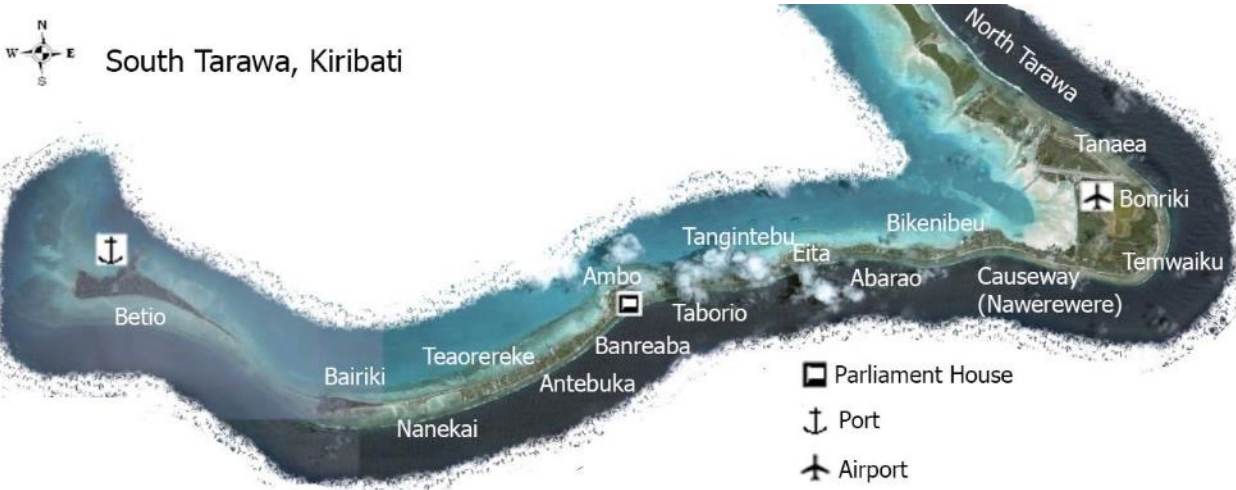 N
W E
S
South Tarawa, Kiribati
North Tarawa
Tanaea
Bonriki
Temwaiku
Bikenibeu
Causeway
(Nawerewere)
Tangintebu
Eita
Abarao
Ambo
Taborio
Banreaba
Teaorereke
Antebuka
Bairiki
Nanekai
Betio
Parliament House
Port
Airport